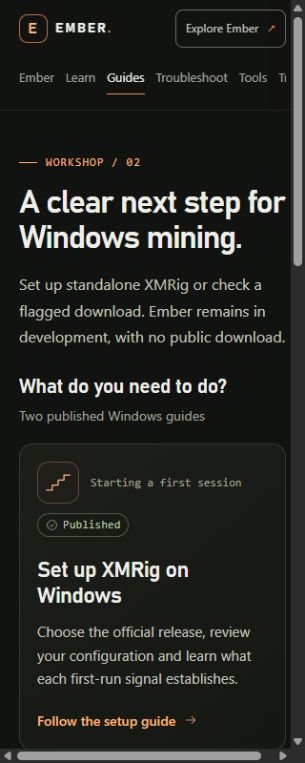 E EMBER.
Explore Ember ↗
Ember Learn Guides Troubleshoot Tools
WORKSHOP / 02
A clear next step for
Windows mining.
Set up standalone XMRig or check a
flagged download. Ember remains in
development, with no public download.
What do you need to do?
Two published Windows guides
Starting a first session
Published
Set up XMRig on
Windows
Choose the official release, review
your configuration and learn what
each first-run signal establishes.
Follow the setup guide →